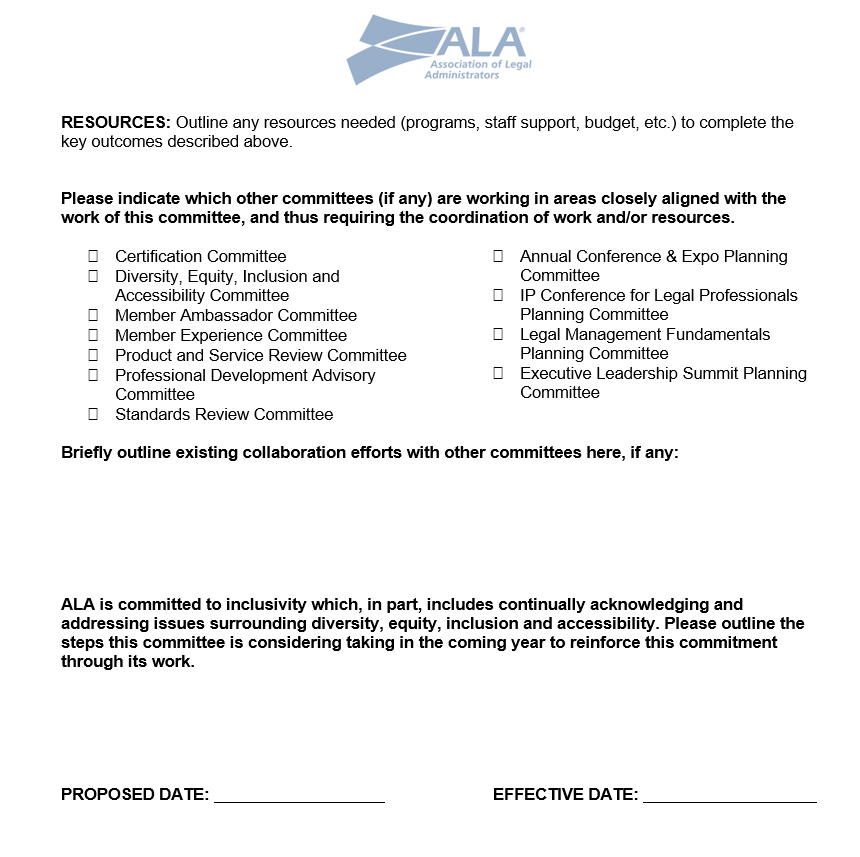 ALA®
Association of Legal
Administrators
RESOURCES: Outline any resources needed (programs, staff support, budget, etc.) to complete the
key outcomes described above.
Please indicate which other committees (if any) are working in areas closely aligned with the
work of this committee, and thus requiring the coordination of work and/or resources.
☐ Certification Committee
☐ Diversity, Equity, Inclusion and
Accessibility Committee
☐ Member Ambassador Committee
☐ Member Experience Committee
☐ Product and Service Review Committee
☐ Professional Development Advisory
Committee
☐ Standards Review Committee
☐ Annual Conference & Expo Planning
Committee
☐ IP Conference for Legal Professionals
Planning Committee
☐ Legal Management Fundamentals
Planning Committee
☐ Executive Leadership Summit Planning
Committee
Briefly outline existing collaboration efforts with other committees here, if any:
ALA is committed to inclusivity which, in part, includes continually acknowledging and
addressing issues surrounding diversity, equity, inclusion and accessibility. Please outline the
steps this committee is considering taking in the coming year to reinforce this commitment
through its work.
PROPOSED DATE: ___________________ EFFECTIVE DATE: ___________________